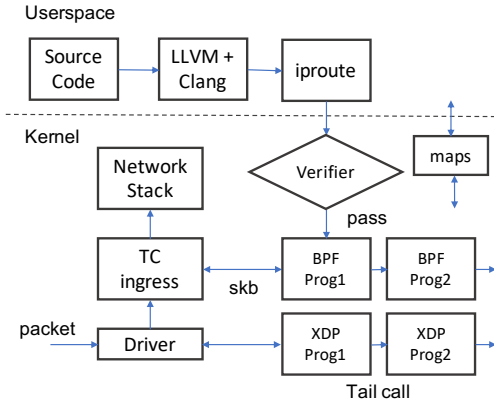 Userspace
Source
Code
LLVM +
Clang
iproute
Kernel
Network
Stack
Verifier
maps
pass
TC
ingress
skb
BPF
Prog1
BPF
Prog2
packet
Driver
XDP
Prog1
XDP
Prog2
Tail call